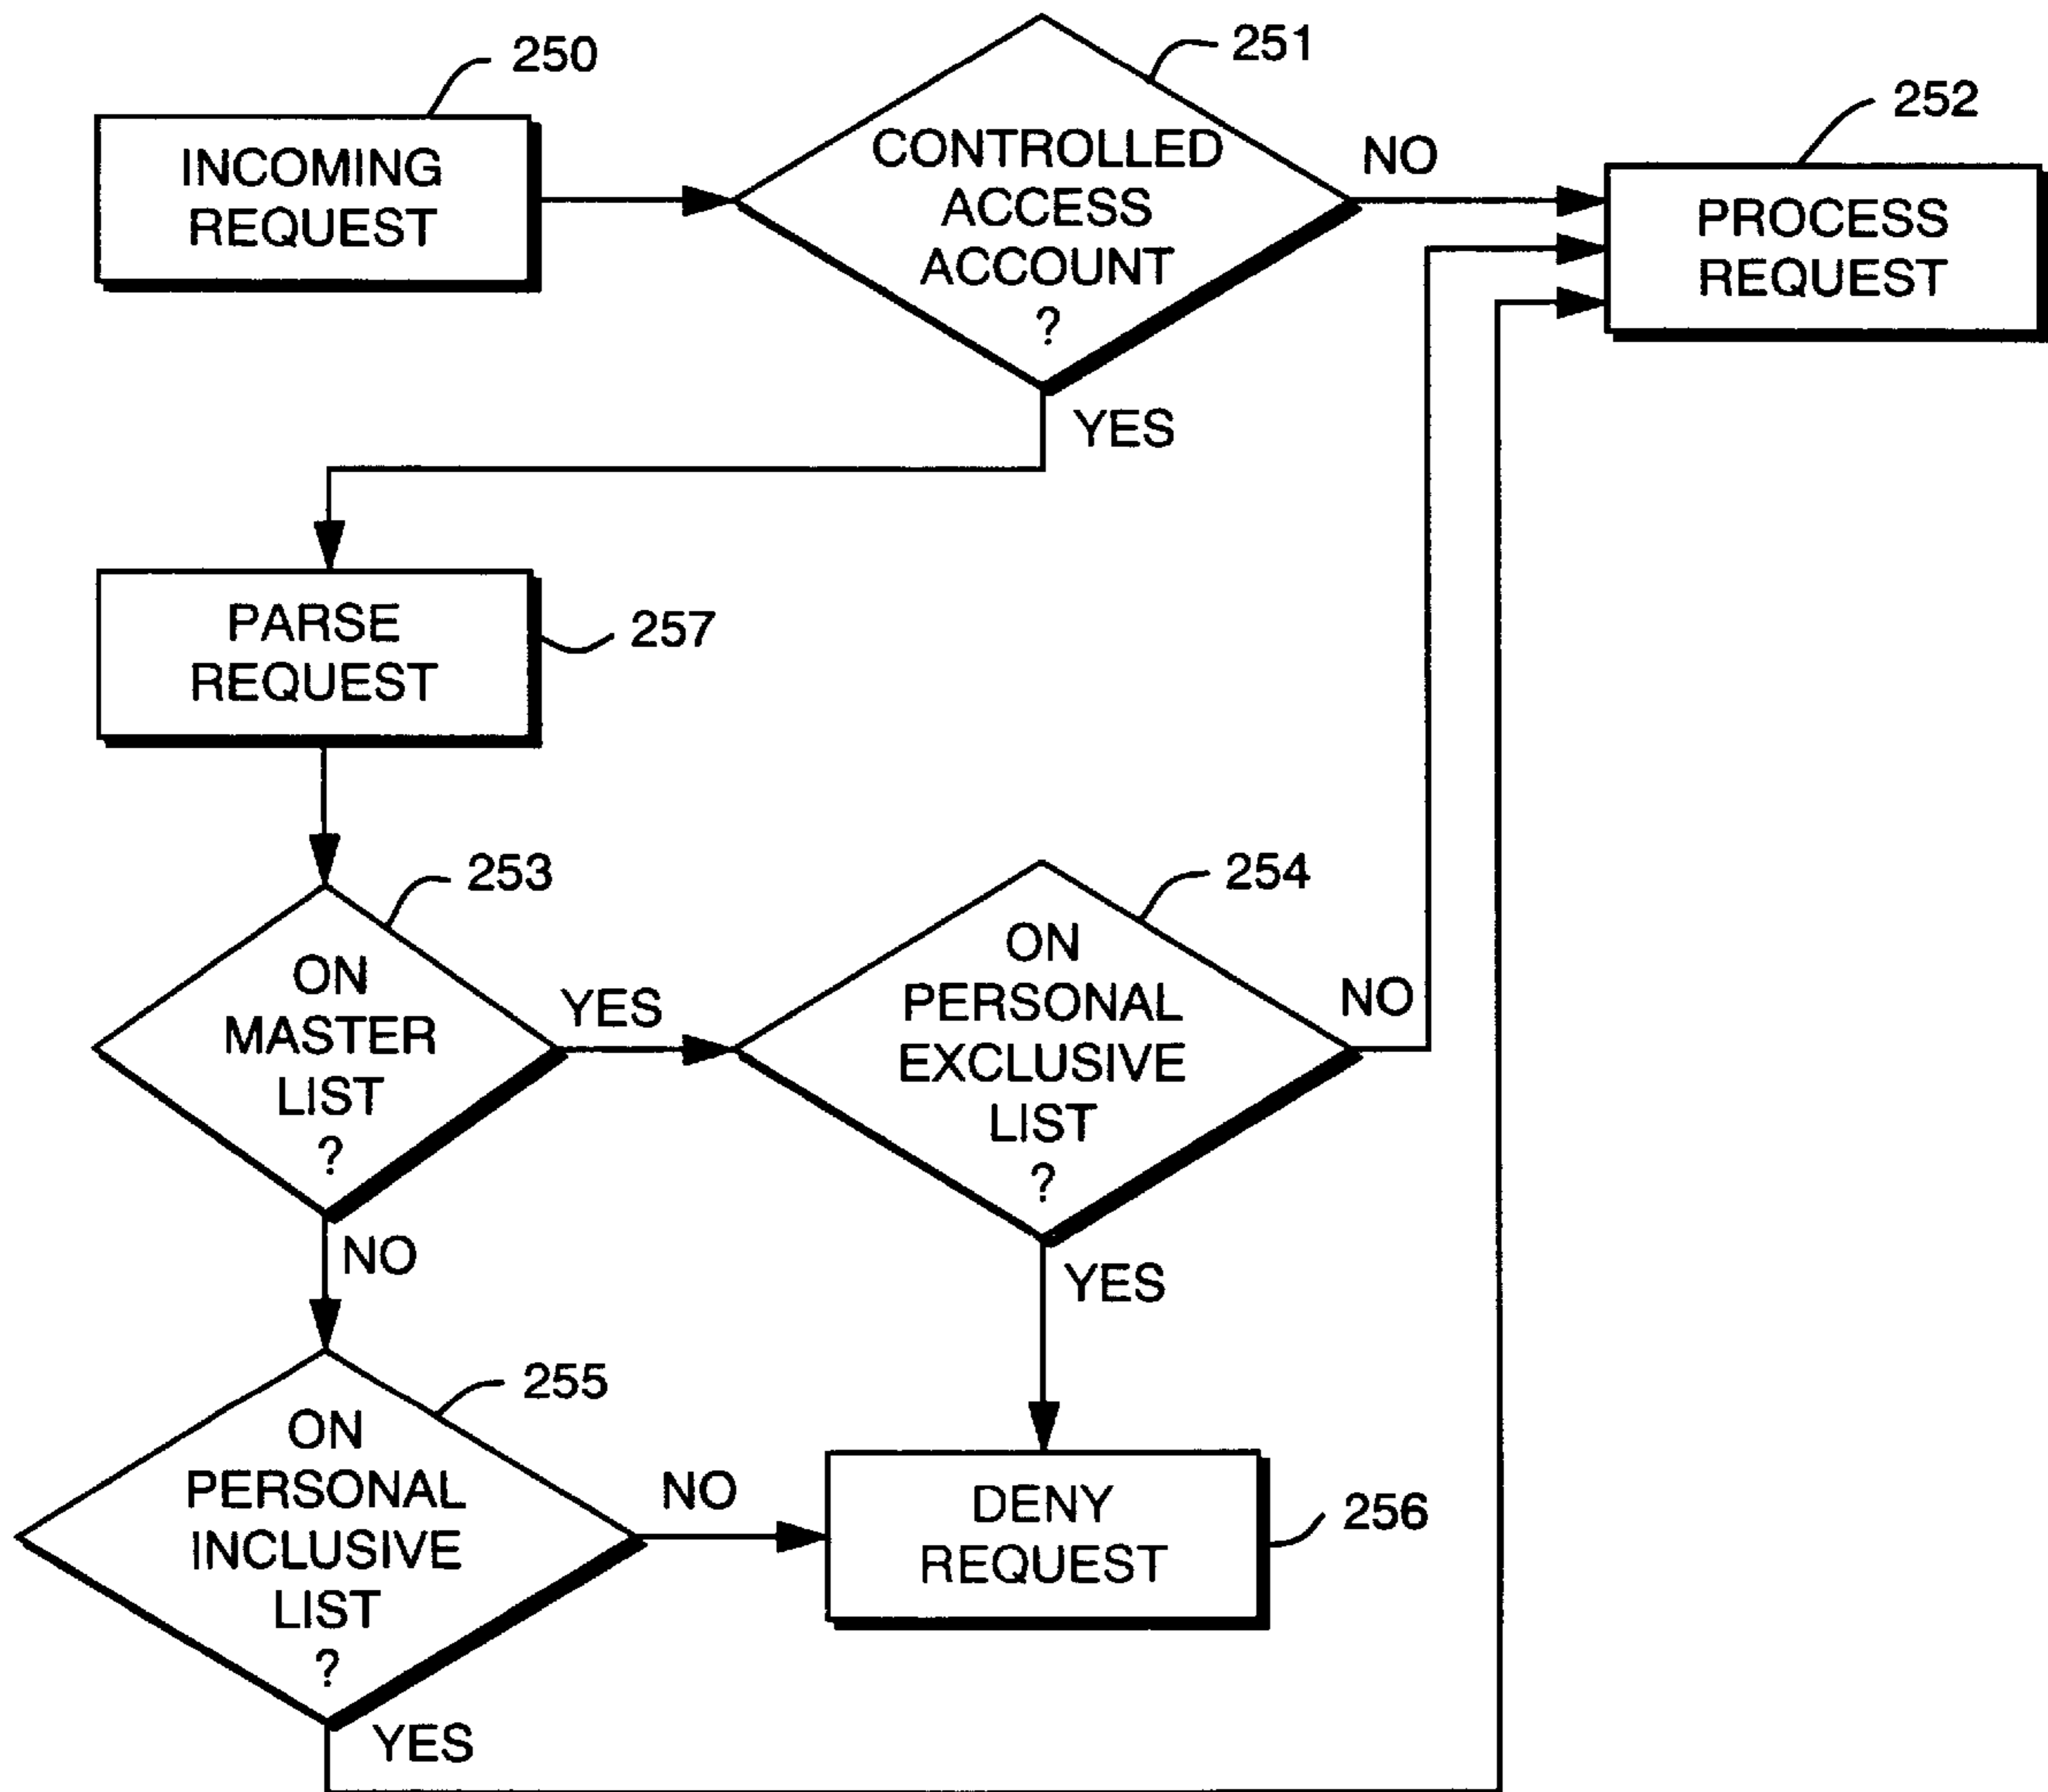 250
INCOMING
REQUEST
251
CONTROLLED
ACCESS
ACCOUNT
?
NO
YES
252
PROCESS
REQUEST
PARSE
REQUEST
257
253
ON
MASTER
LIST
?
YES
NO
254
ON
PERSONAL
EXCLUSIVE
LIST
?
NO
YES
255
ON
PERSONAL
INCLUSIVE
LIST
?
NO
YES
DENY
REQUEST
256